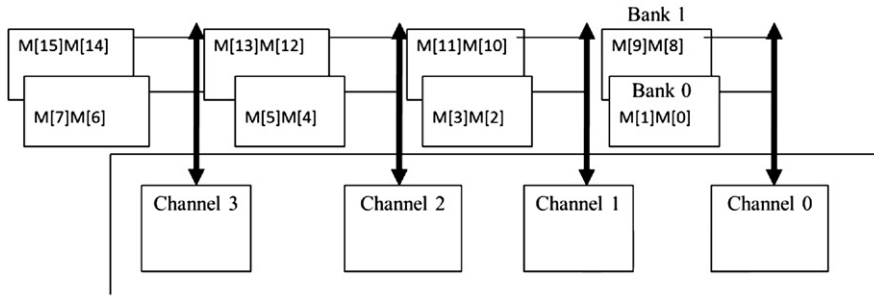 Bank 1
M[15]M[14] M[13]M[12] M[11]M[10] M[9]M[8]
Bank 0
M[7]M[6] M[5]M[4] M[3]M[2] M[1]M[0]
Channel 3 Channel 2 Channel 1 Channel 0